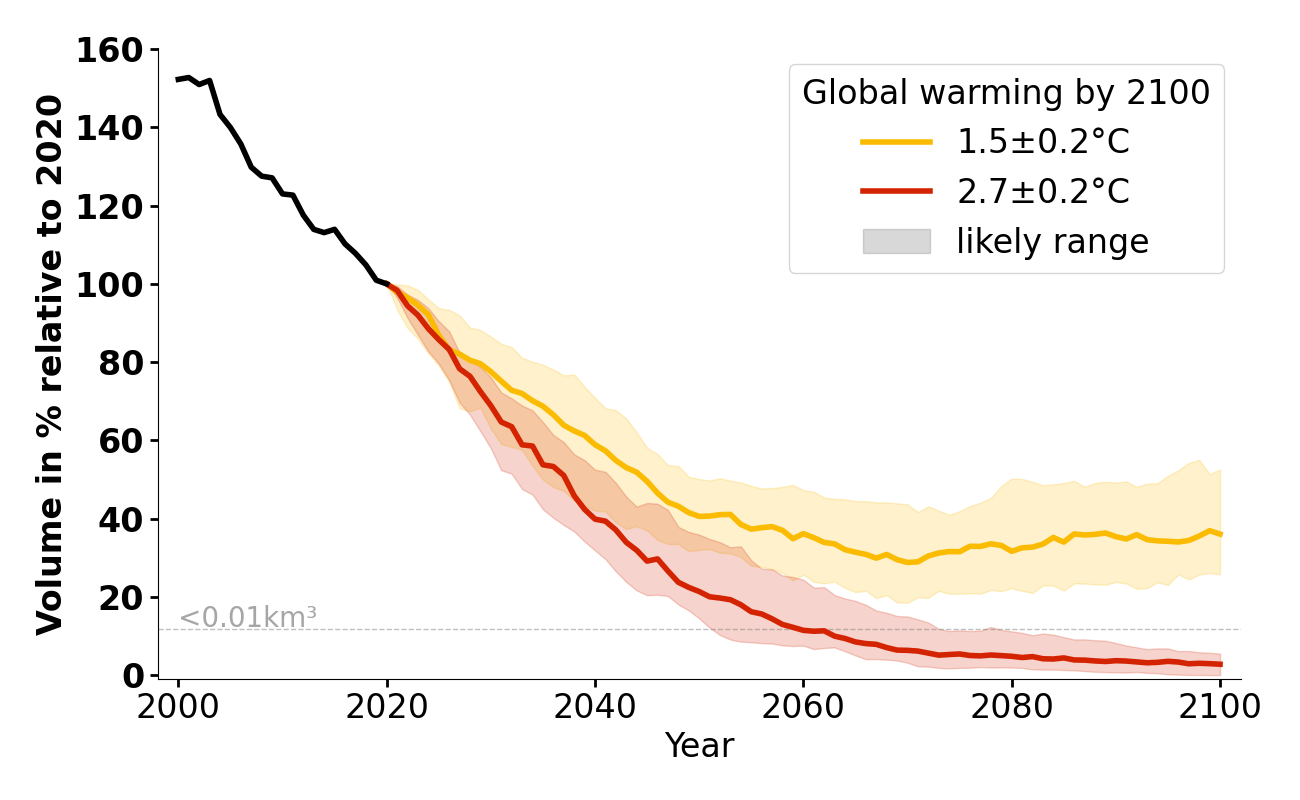 Volume in % relative to 2020
160
140
120
100
80
60
40
20
0
<0.01km³
Global warming by 2100
1.5±0.2°C
2.7±0.2°C
likely range
2000 2020 2040 2060 2080 2100
Year